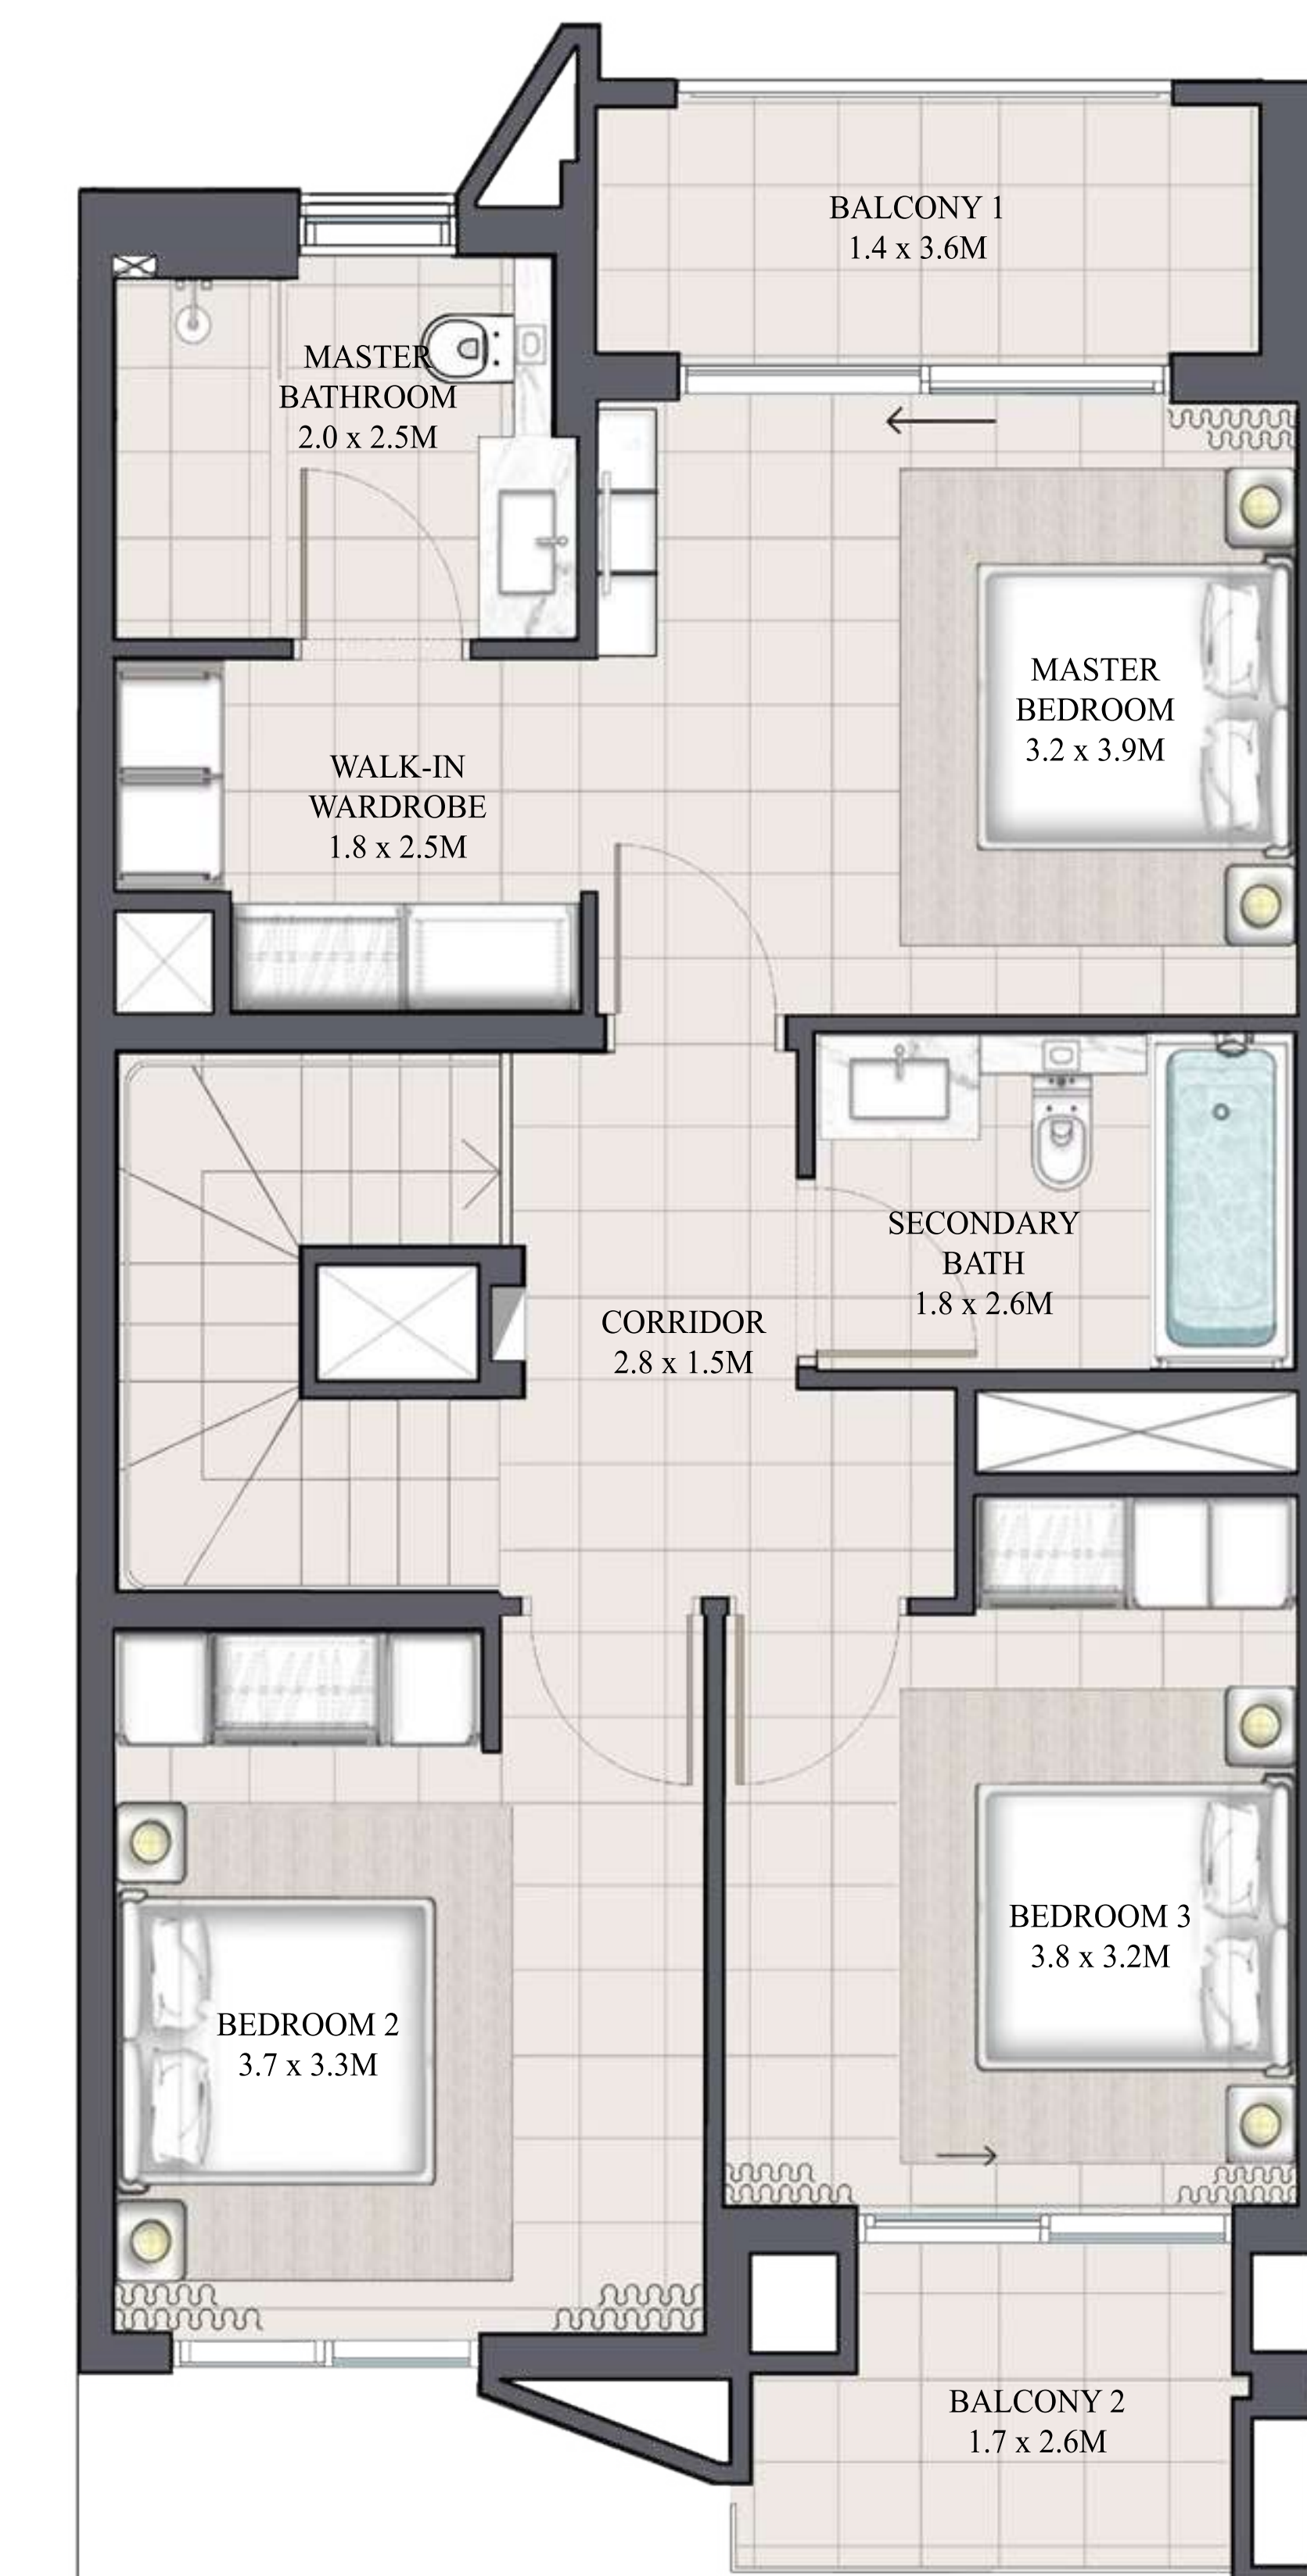 BALCONY 1
1.4 x 3.6M
MASTER
BATHROOM
2.0 x 2.5M
MASTER
BEDROOM
3.2 x 3.9M
WALK-IN
WARDROBE
1.8 x 2.5M
SECONDARY
BATH
1.8 x 2.6M
CORRIDOR
2.8 x 1.5M
BEDROOM 3
3.8 x 3.2M
BEDROOM 2
3.7 x 3.3M
BALCONY 2
1.7 x 2.6M